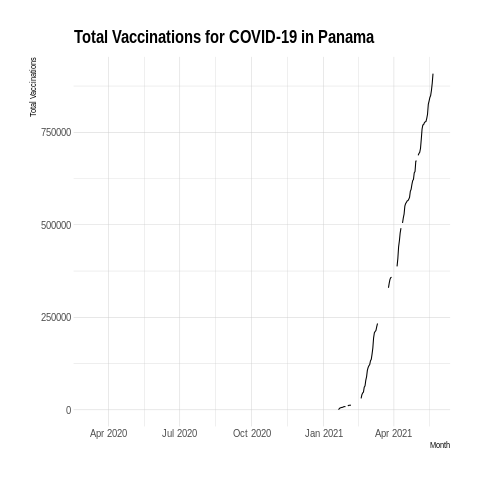 Total Vaccinations for COVID-19 in Panama
Total Vaccinations
750000
500000
250000
0
Apr 2020 Jul 2020 Oct 2020 Jan 2021 Apr 2021
Month